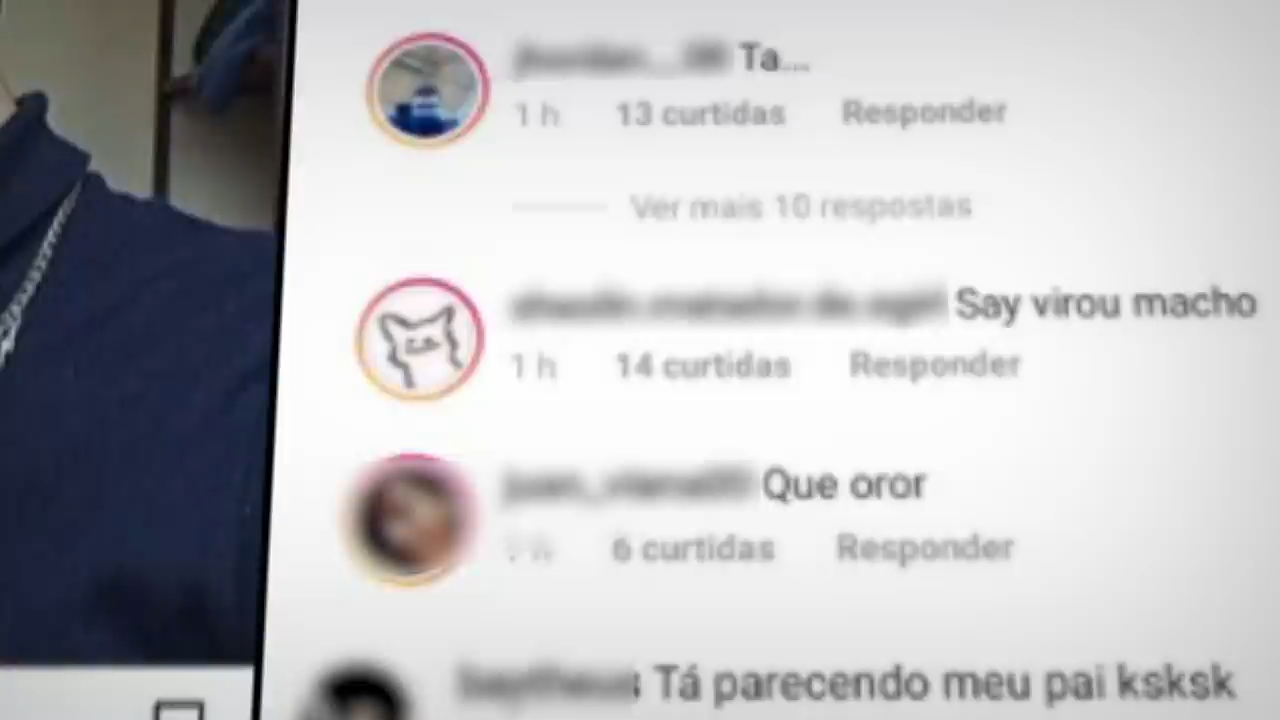 Ta...
1 h 13 curtidas Responder
Ver mais 10 respostas
Say virou macho
1 h 14 curtidas Responder
Que oror
6 curtidas Responder
Tá parecendo meu pai ksksk